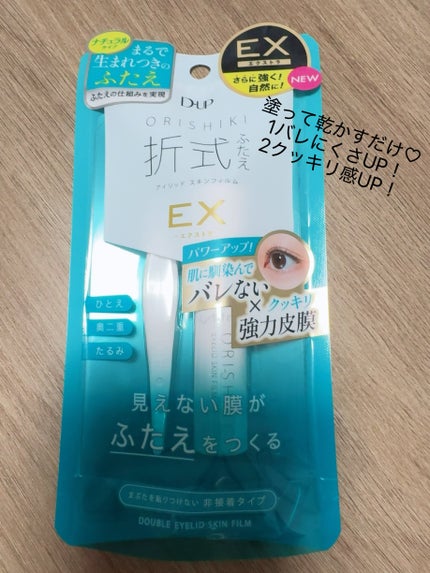 ナチュラル
タイプ
まるで
生まれつきの
ふたえ
ふたえの仕組みを実現
EX
エクストラ
さらに強く!
自然に!
NEW
D-UP
ORISHIKI
折式
ふたえ
アイリッド スキンフィルム
EX
-エクストラ-
塗って乾かすだけ♡
1バレにくさUP！
2クッキリ感UP！
パワーアップ!
肌に馴染んで
バレない
×
クッキリ
強力皮膜
ひとえ
奥二重
たるみ
ORISHIKI
見えない膜が
ふたえをつくる
まぶたを貼りつけない 非接着タイプ
DOUBLE EYELID SKIN FILM